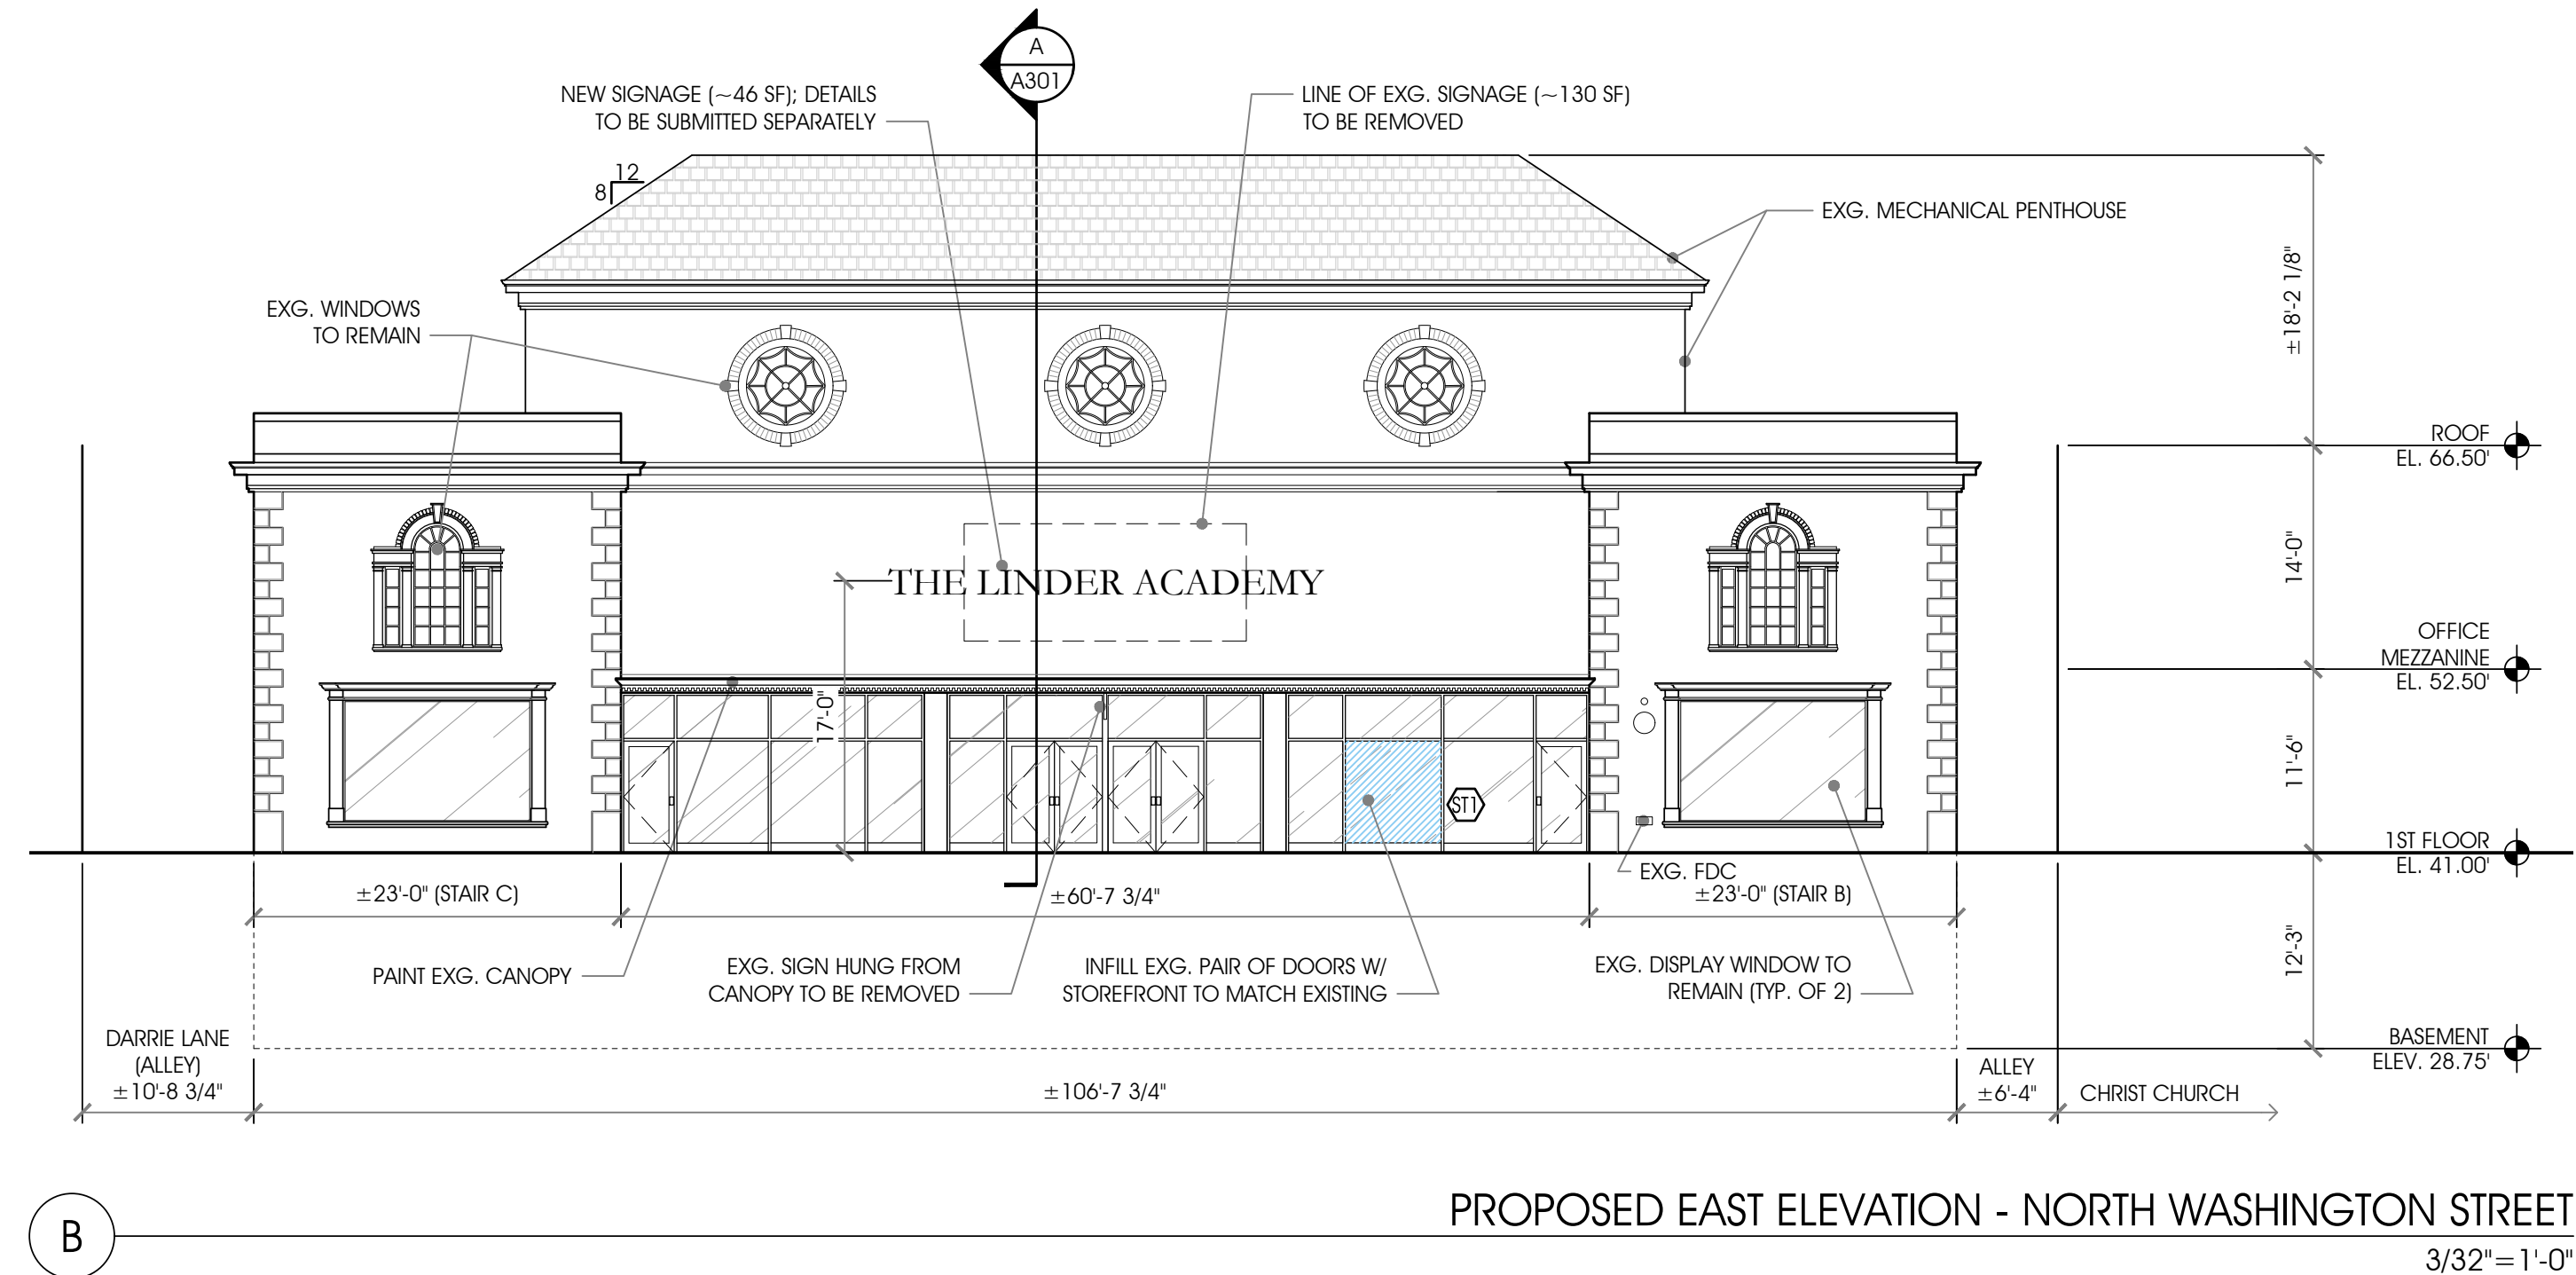 A
A301
NEW SIGNAGE (~46 SF); DETAILS
TO BE SUBMITTED SEPARATELY
LINE OF EXG. SIGNAGE (~130 SF)
TO BE REMOVED
12
8
EXG. MECHANICAL PENTHOUSE
±18'-2 1/8"
EXG. WINDOWS
TO REMAIN
ROOF
EL. 66.50'
14'-0"
THE LINDER ACADEMY
OFFICE
MEZZANINE
EL. 52.50'
17'-0"
11'-6"
ST1
1ST FLOOR
EL. 41.00'
EXG. FDC
±23'-0" (STAIR C)
±60'-7 3/4"
±23'-0" (STAIR B)
12'-3"
PAINT EXG. CANOPY
EXG. SIGN HUNG FROM
CANOPY TO BE REMOVED
INFILL EXG. PAIR OF DOORS W/
STOREFRONT TO MATCH EXISTING
EXG. DISPLAY WINDOW TO
REMAIN (TYP. OF 2)
BASEMENT
ELEV. 28.75'
DARRIE LANE
(ALLEY)
±10'-8 3/4"
±106'-7 3/4"
ALLEY
±6'-4"
CHRIST CHURCH
B
PROPOSED EAST ELEVATION - NORTH WASHINGTON STREET
3/32"=1'-0"